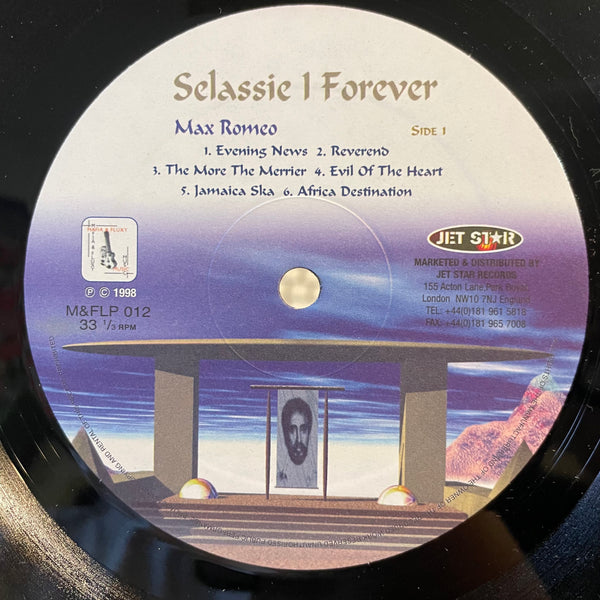 Selassie I Forever
Max Romeo
SIDE 1
1. Evening News 2. Reverend
3. The More The Merrier 4. Evil Of The Heart
5. Jamaica Ska 6. Africa Destination
MAFIA & FLUXY
JET STAR
MARKETED & DISTRIBUTED BY
JET STAR RECORDS
155 Acton Lane, Park Royal,
London NW10 7NJ England
TEL: +44(0)181 961 5818
FAX: +44(0)181 965 7008
℗ © 1998
M&FLP 012
33 1/3 RPM